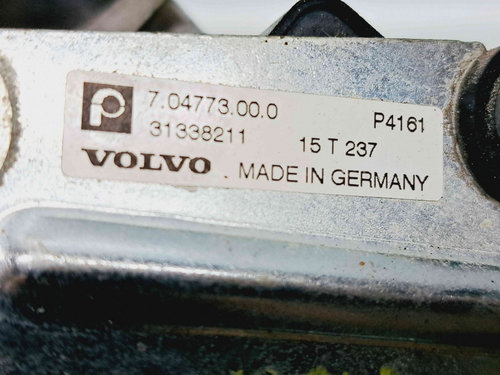 7.04773.00.0 P4161
31338211 15 T 237
VOLVO MADE IN GERMANY